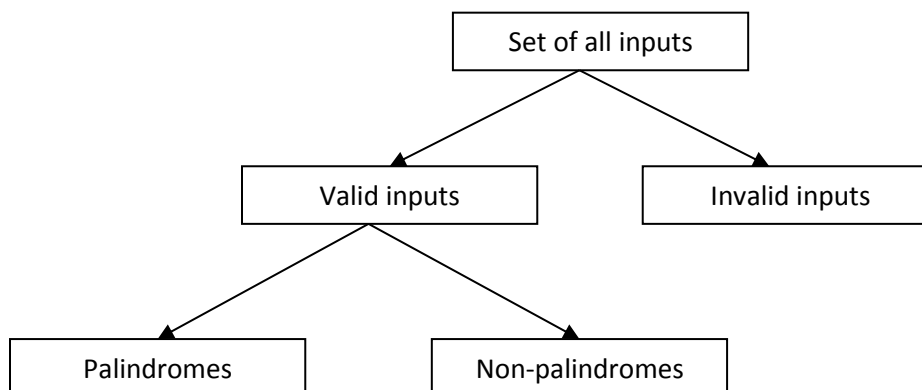 Set of all inputs
Valid inputs
Invalid inputs
Palindromes
Non-palindromes